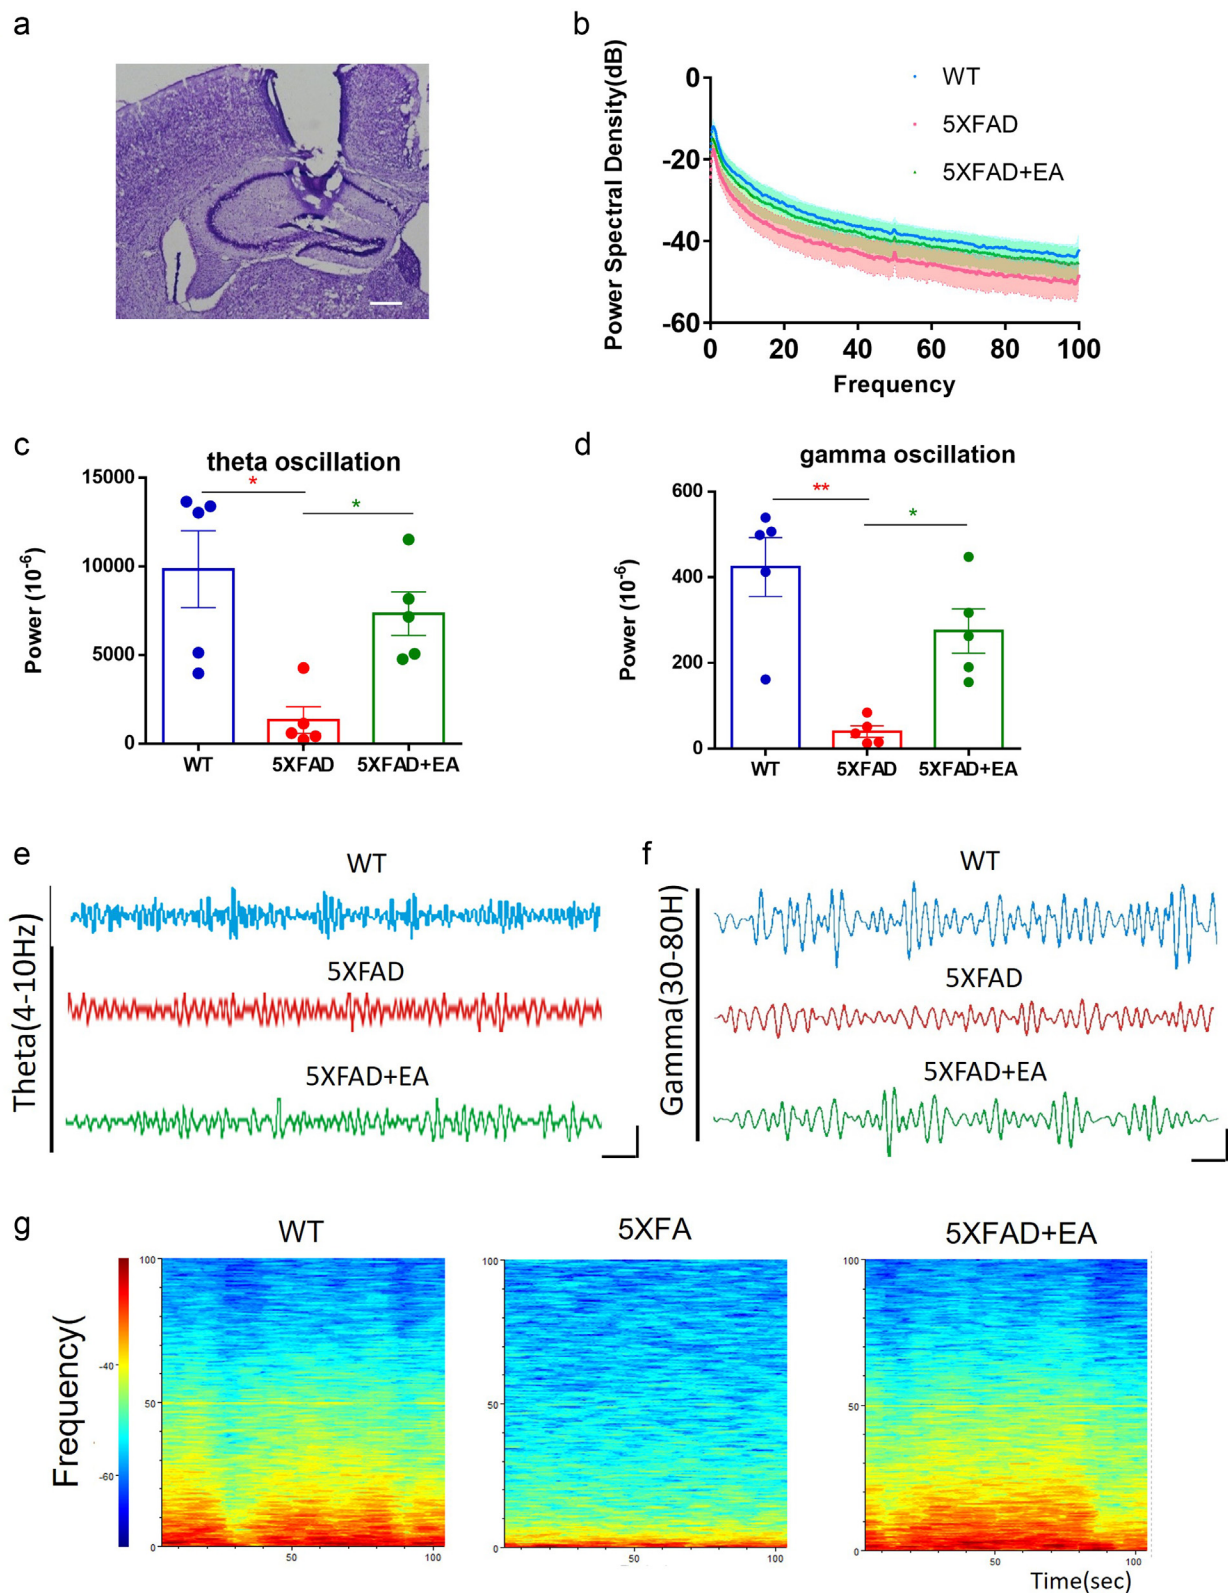 a
b
Power Spectral Density(dB)
0
-20
-40
-60
0 20 40 60 80 100
Frequency
WT
5XFAD
5XFAD+EA
c
theta oscillation
Power (10-6)
15000
10000
5000
0
*
*
WT 5XFAD 5XFAD+EA
d
gamma oscillation
Power (10-6)
600
400
200
0
**
*
WT 5XFAD 5XFAD+EA
e
Theta(4-10Hz)
WT
5XFAD
5XFAD+EA
f
Gamma(30-80H)
WT
5XFAD
5XFAD+EA
g
Frequency(
-40
-60
WT
100
50
0
50 100
5XFA
100
50
0
50 100
5XFAD+EA
100
50
0
50 100
Time(sec)